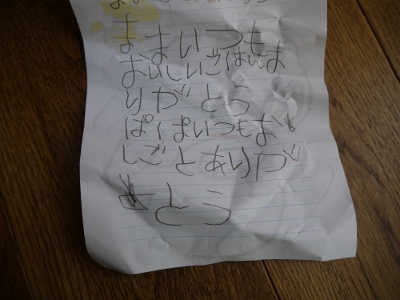 ままいつも
おいしいごはんあ
りがとう
ぱぱいつもお
しごとありが
とう